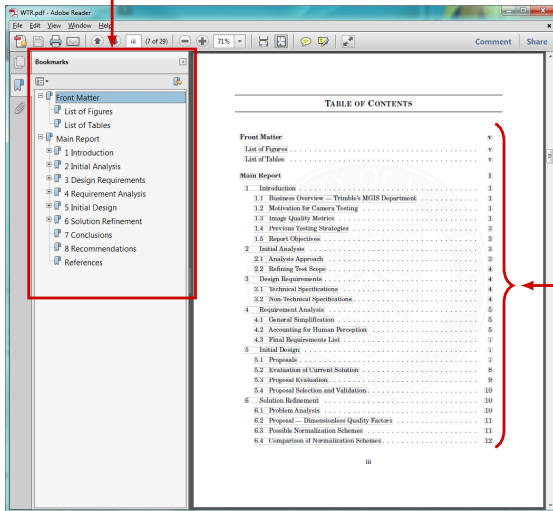 WTR.pdf - Adobe Reader
File Edit View Window Help
iii (7 of 29) 71% Comment Share
Bookmarks
Front Matter
List of Figures
List of Tables
Main Report
1 Introduction
2 Initial Analysis
3 Design Requirements
4 Requirement Analysis
5 Initial Design
6 Solution Refinement
7 Conclusions
8 Recommendations
References
TABLE OF CONTENTS
Front Matter v
List of Figures . . . v
List of Tables . . . v
Main Report 1
1 Introduction . . . 1
1.1 Business Overview — Trimble's MGIS Department . . . 1
1.2 Motivation for Camera Testing . . . 1
1.3 Image Quality Metrics . . . 1
1.4 Previous Testing Strategies . . . 3
1.5 Report Objectives . . . 3
2 Initial Analysis . . . 3
2.1 Analysis Approach . . . 3
2.2 Refining Test Scope . . . 4
3 Design Requirements . . . 4
3.1 Technical Specifications . . . 4
3.2 Non-Technical Specifications . . . 4
4 Requirement Analysis . . . 5
4.1 General Simplification . . . 5
4.2 Accounting for Human Perception . . . 5
4.3 Final Requirements List . . . 7
5 Initial Design . . . 7
5.1 Proposals . . . 7
5.2 Evaluation of Current Solution . . . 8
5.3 Proposal Evaluation . . . 9
5.4 Proposal Selection and Validation . . . 10
6 Solution Refinement . . . 10
6.1 Problem Analysis . . . 10
6.2 Proposal — Dimensionless Quality Factors . . . 11
6.3 Possible Normalization Schemes . . . 11
6.4 Comparison of Normalization Schemes . . . 12
iii